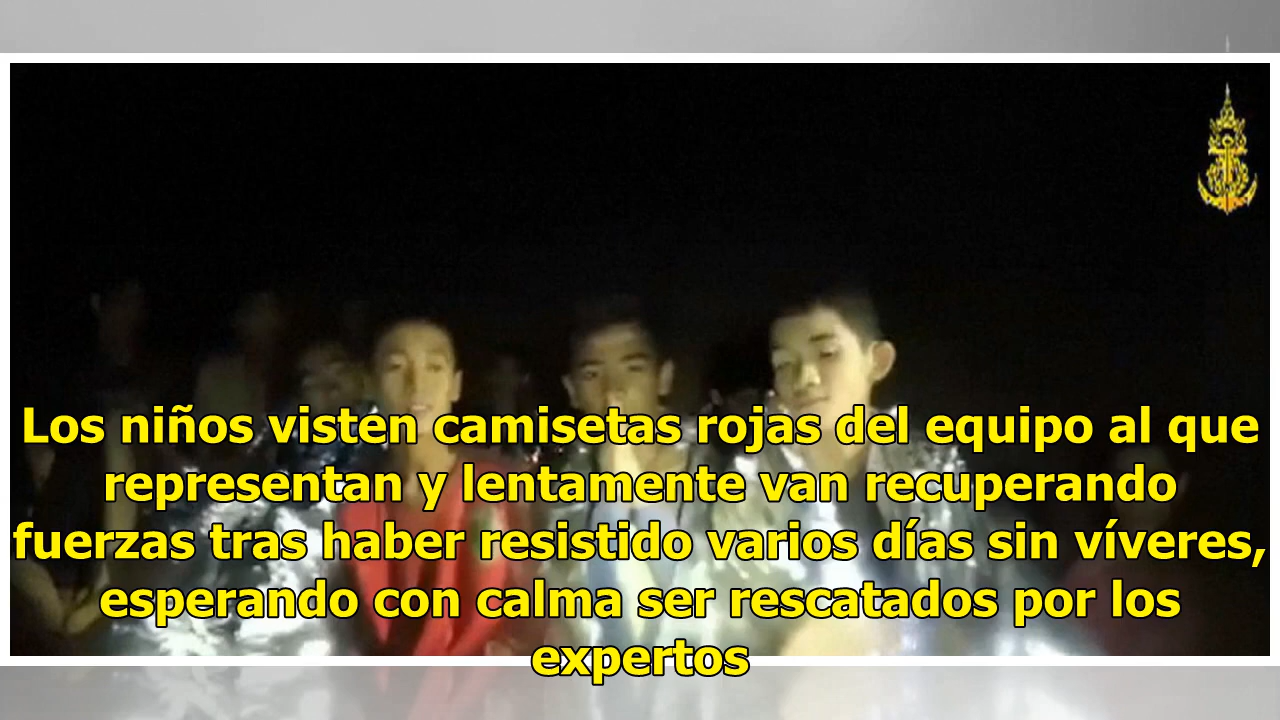 Los niños visten camisetas rojas del equipo al que
representan y lentamente van recuperando
fuerzas tras haber resistido varios días sin víveres,
esperando con calma ser rescatados por los
expertos